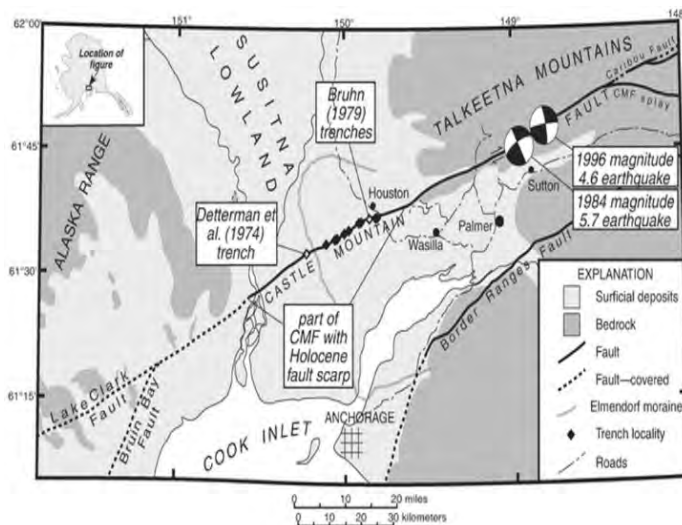 151°
150°
149°
148°
62° 00'
61°45'
61°30'
61°15'
Location of
figure
SUSITNA
LOWLAND
Bruhn
(1979)
trenches
TALKEETNA MOUNTAINS
Caribou Fault
FAULT
CMF splay
1996 magnitude
4.6 earthquake
1984 magnitude
5.7 earthquake
Sutton
ALASKA RANGE
Houston
Detterman et
al. (1974)
trench
CASTLE MOUNTAIN
Wasilla
Palmer
part of
CMF with
Holocene
fault scarp
Border Ranges Fault
Lake Clark
Fault
Bruin Bay
Fault
COOK INLET
ANCHORAGE
EXPLANATION
Surficial deposits
Bedrock
Fault
Fault—covered
Elmendorf moraine
Trench locality
Roads
0 10 20 miles
0 10 20 30 kilometers